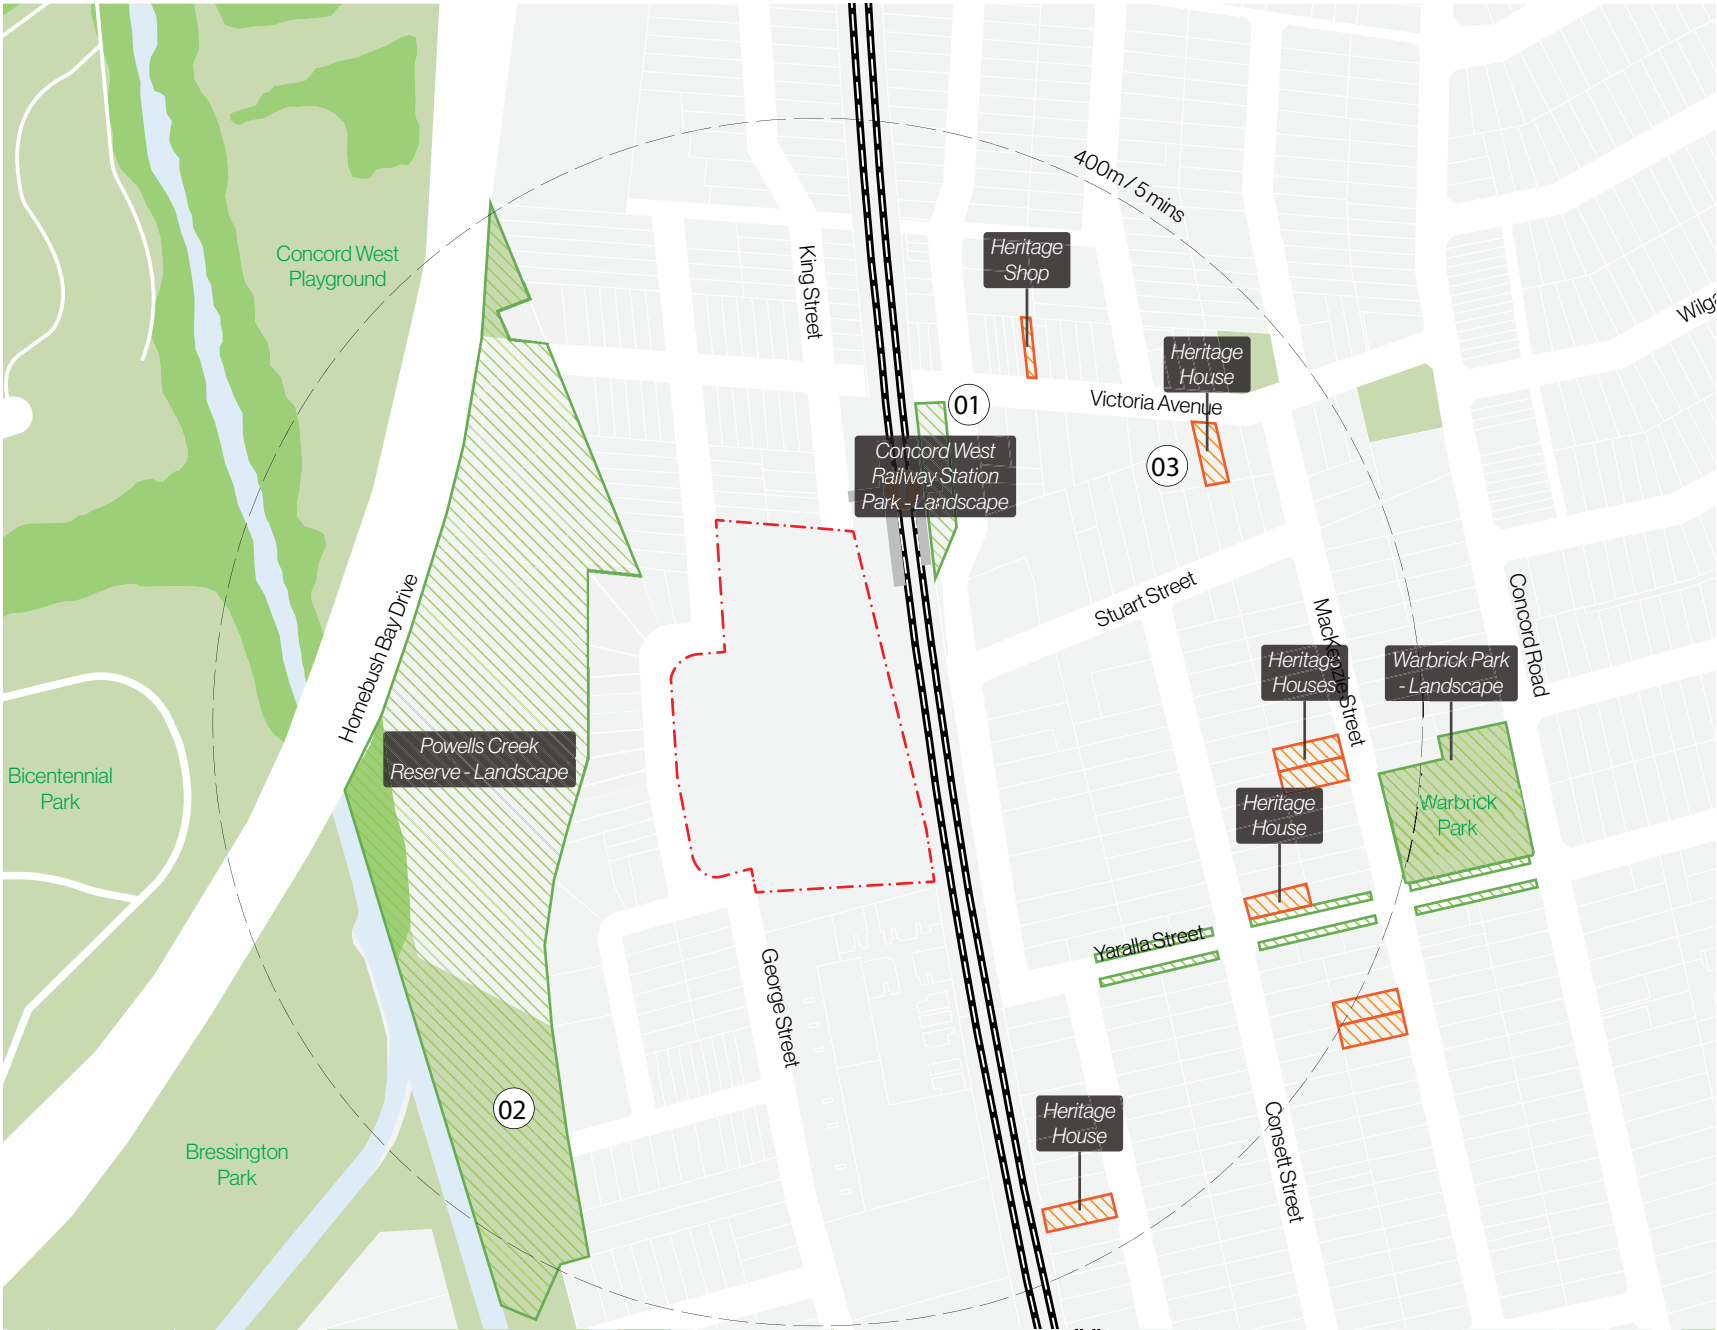 400m / 5 mins
Concord West
Playground
King Street
Heritage
Shop
Wilga
Heritage
House
Victoria Avenue
01
Concord West
Railway Station
Park - Landscape
03
Homebush Bay Drive
Stuart Street
Mackenzie Street
Concord Road
Heritage
Houses
Warbrick Park
- Landscape
Powells Creek
Reserve - Landscape
Bicentennial
Park
Heritage
House
Warbrick
Park
Yaralla Street
George Street
02
Heritage
House
Consett Street
Bressington
Park